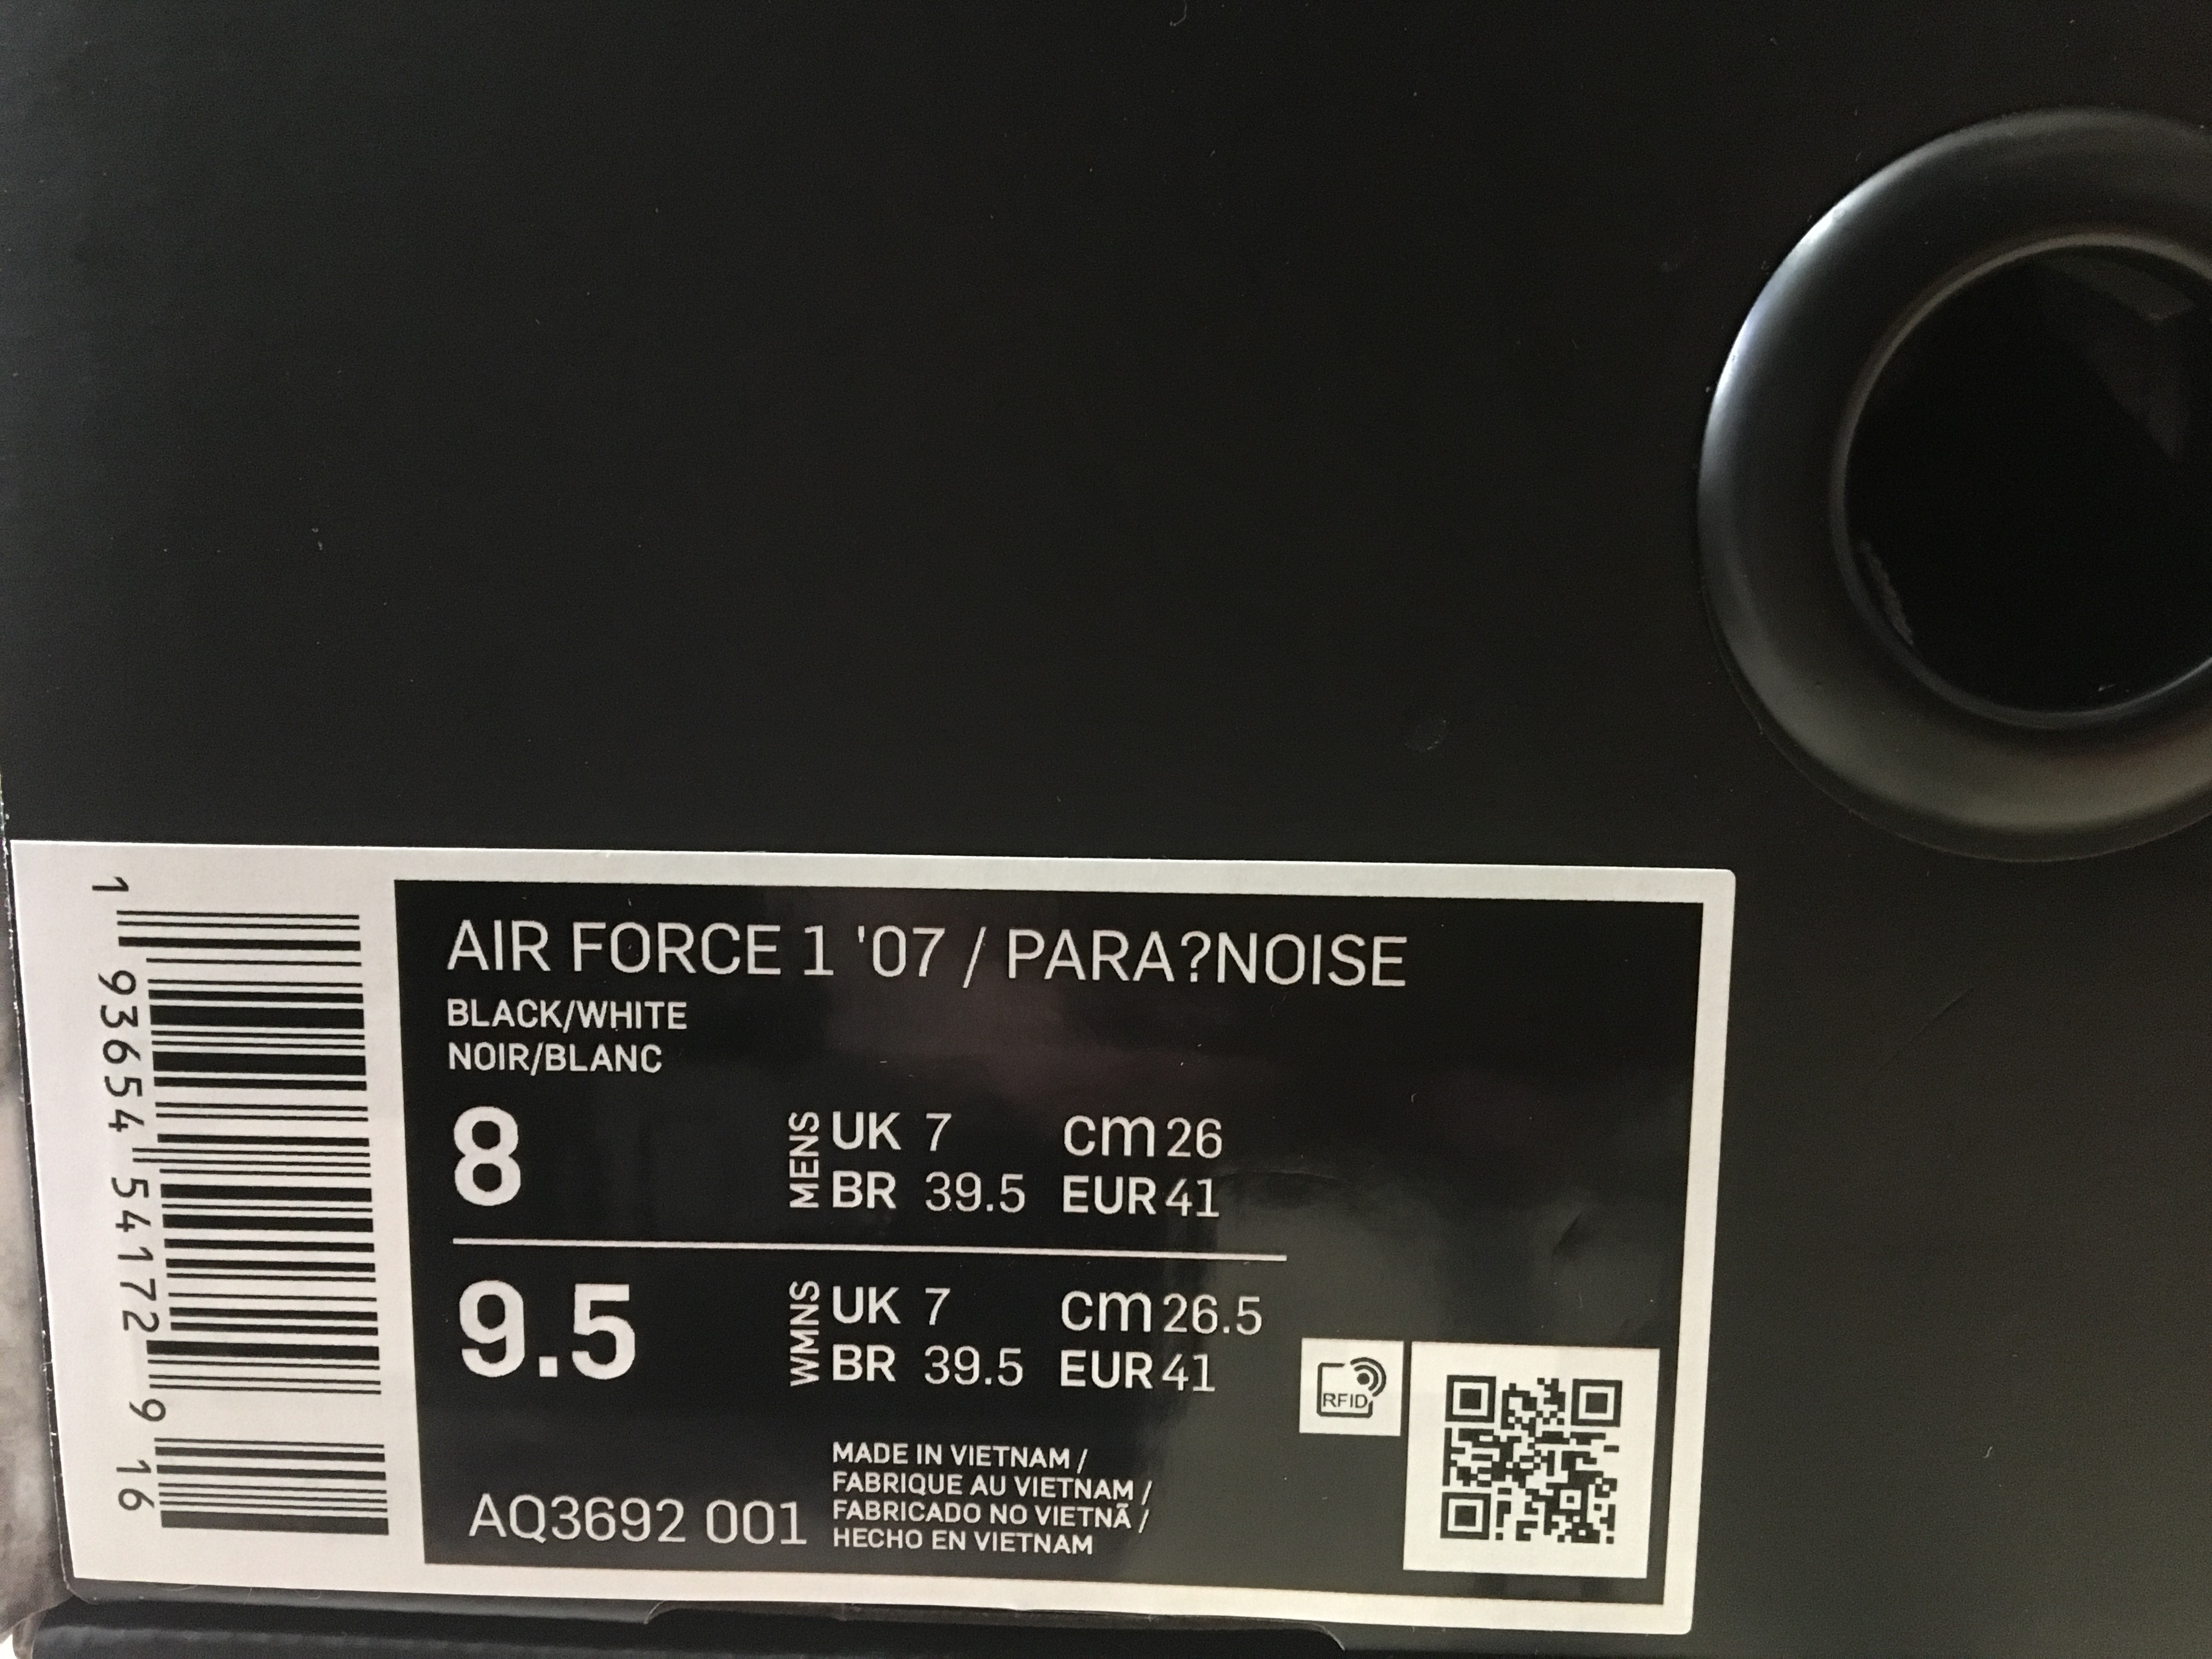 1 93654 54172 9 16
AIR FORCE 1 '07 / PARA?NOISE
BLACK/WHITE
NOIR/BLANC
8 MENS UK 7 cm 26
BR 39.5 EUR 41
9.5 WMNS UK 7 cm 26.5
BR 39.5 EUR 41
RFID
AQ3692 001
MADE IN VIETNAM /
FABRIQUE AU VIETNAM /
FABRICADO NO VIETNÃ /
HECHO EN VIETNAM